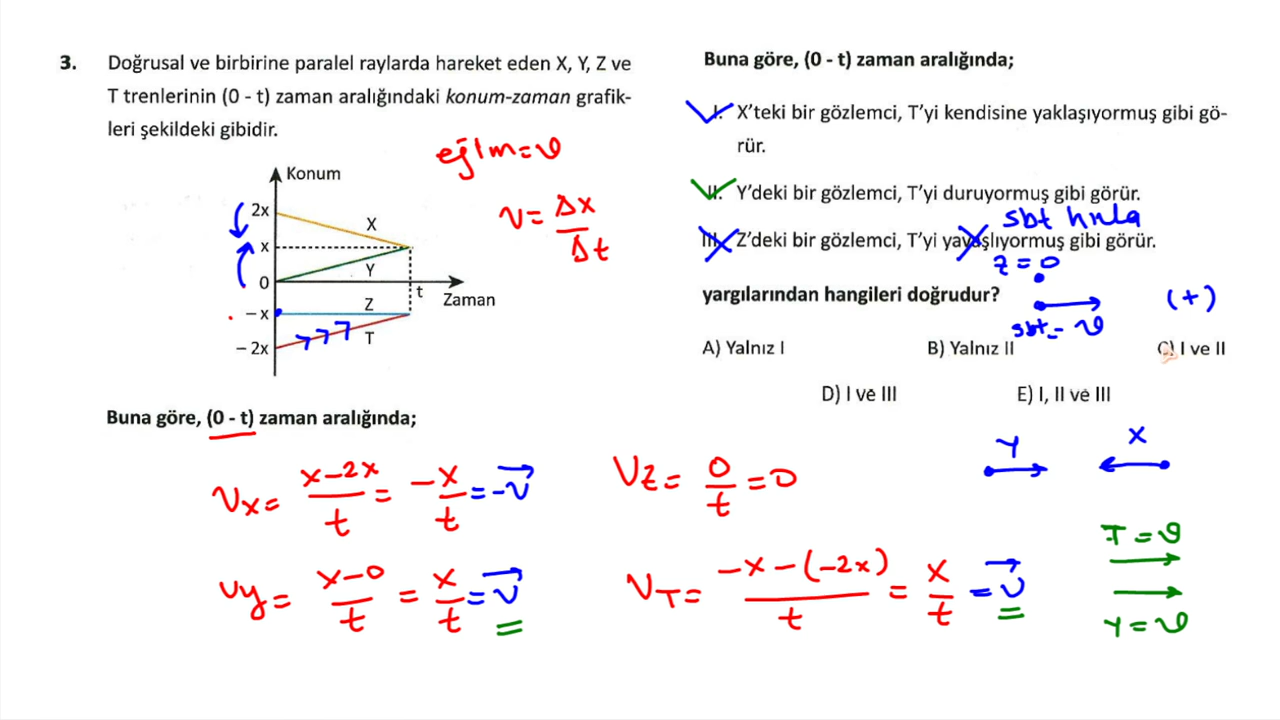 3. Doğrusal ve birbirine paralel raylarda hareket eden X, Y, Z ve
T trenlerinin (0 - t) zaman aralığındaki konum-zaman grafik-
leri şekildeki gibidir.
eğim=v
v=Δx/Δt
Konum
2x
x
0
-x
-2x
X
Y
Z
T
t
Zaman
Buna göre, (0 - t) zaman aralığında;
Vx= x-2x/t = -x/t =-v
Vy= x-0/t = x/t =v
Buna göre, (0 - t) zaman aralığında;
I. X'teki bir gözlemci, T'yi kendisine yaklaşıyormuş gibi gö-
rür.
II. Y'deki bir gözlemci, T'yi duruyormuş gibi görür.
sbt hızla
III. Z'deki bir gözlemci, T'yi yavaşlıyormuş gibi görür.
z=0
yargılarından hangileri doğrudur?
(+)
sbt=v
A) Yalnız I B) Yalnız II C) I ve II
D) I ve III E) I, II ve III
Y X
Vz= 0/t =0
VT= -x-(-2x)/t = x/t =v
T=v
Y=v